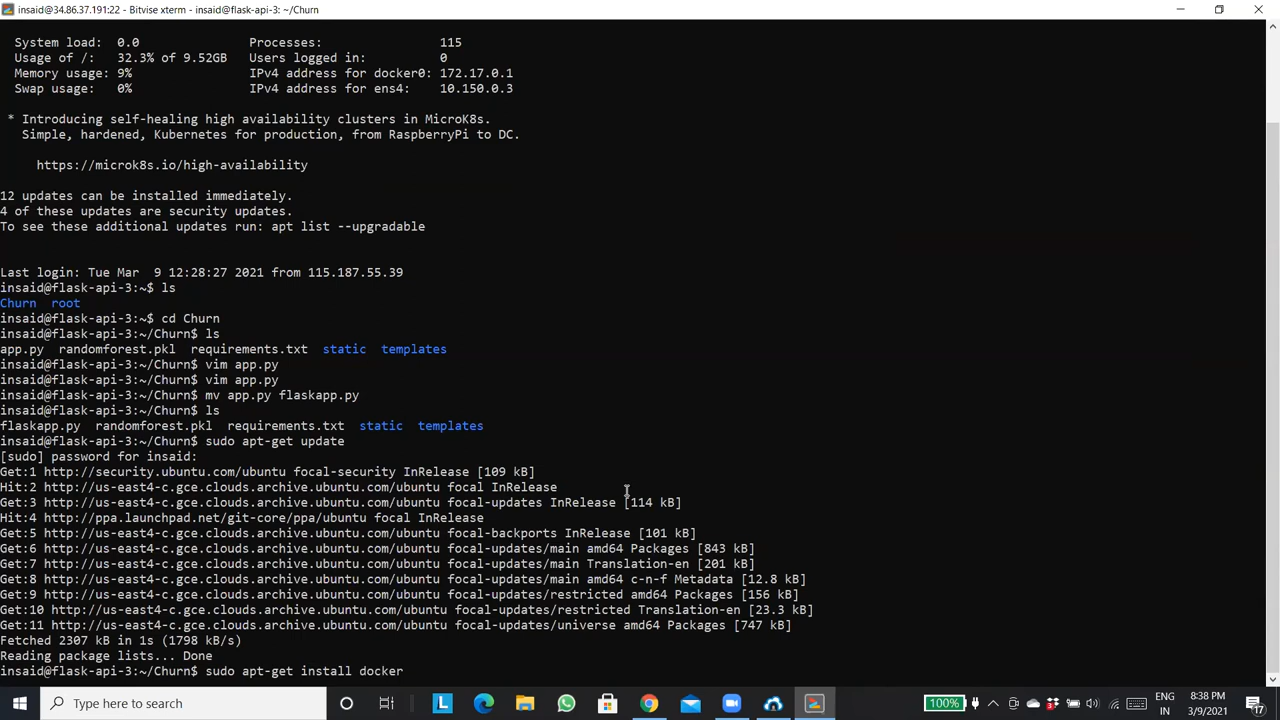 insaid@34.86.37.191:22 - Bitvise xterm - insaid@flask-api-3: ~/Churn
System load:  0.0                Processes:                115
Usage of /:   32.3% of 9.52GB   Users logged in:          0
Memory usage: 9%                 IPv4 address for docker0: 172.17.0.1
Swap usage:   0%                 IPv4 address for ens4:    10.150.0.3
* Introducing self-healing high availability clusters in MicroK8s.
Simple, hardened, Kubernetes for production, from RaspberryPi to DC.
https://microk8s.io/high-availability
12 updates can be installed immediately.
4 of these updates are security updates.
To see these additional updates run: apt list --upgradable
Last login: Tue Mar  9 12:28:27 2021 from 115.187.55.39
insaid@flask-api-3:~$ ls
Churn  root
insaid@flask-api-3:~$ cd Churn
insaid@flask-api-3:~/Churn$ ls
app.py  randomforest.pkl  requirements.txt  static  templates
insaid@flask-api-3:~/Churn$ vim app.py
insaid@flask-api-3:~/Churn$ vim app.py
insaid@flask-api-3:~/Churn$ mv app.py flaskapp.py
insaid@flask-api-3:~/Churn$ ls
flaskapp.py  randomforest.pkl  requirements.txt  static  templates
insaid@flask-api-3:~/Churn$ sudo apt-get update
[sudo] password for insaid:
Get:1 http://security.ubuntu.com/ubuntu focal-security InRelease [109 kB]
Hit:2 http://us-east4-c.gce.clouds.archive.ubuntu.com/ubuntu focal InRelease
Get:3 http://us-east4-c.gce.clouds.archive.ubuntu.com/ubuntu focal-updates InRelease [114 kB]
Hit:4 http://ppa.launchpad.net/git-core/ppa/ubuntu focal InRelease
Get:5 http://us-east4-c.gce.clouds.archive.ubuntu.com/ubuntu focal-backports InRelease [101 kB]
Get:6 http://us-east4-c.gce.clouds.archive.ubuntu.com/ubuntu focal-updates/main amd64 Packages [843 kB]
Get:7 http://us-east4-c.gce.clouds.archive.ubuntu.com/ubuntu focal-updates/main Translation-en [201 kB]
Get:8 http://us-east4-c.gce.clouds.archive.ubuntu.com/ubuntu focal-updates/main amd64 c-n-f Metadata [12.8 kB]
Get:9 http://us-east4-c.gce.clouds.archive.ubuntu.com/ubuntu focal-updates/restricted amd64 Packages [156 kB]
Get:10 http://us-east4-c.gce.clouds.archive.ubuntu.com/ubuntu focal-updates/restricted Translation-en [23.3 kB]
Get:11 http://us-east4-c.gce.clouds.archive.ubuntu.com/ubuntu focal-updates/universe amd64 Packages [747 kB]
Fetched 2307 kB in 1s (1798 kB/s)
Reading package lists... Done
insaid@flask-api-3:~/Churn$ sudo apt-get install docker
Type here to search
L
100%
ENG
IN
8:38 PM
3/9/2021
17